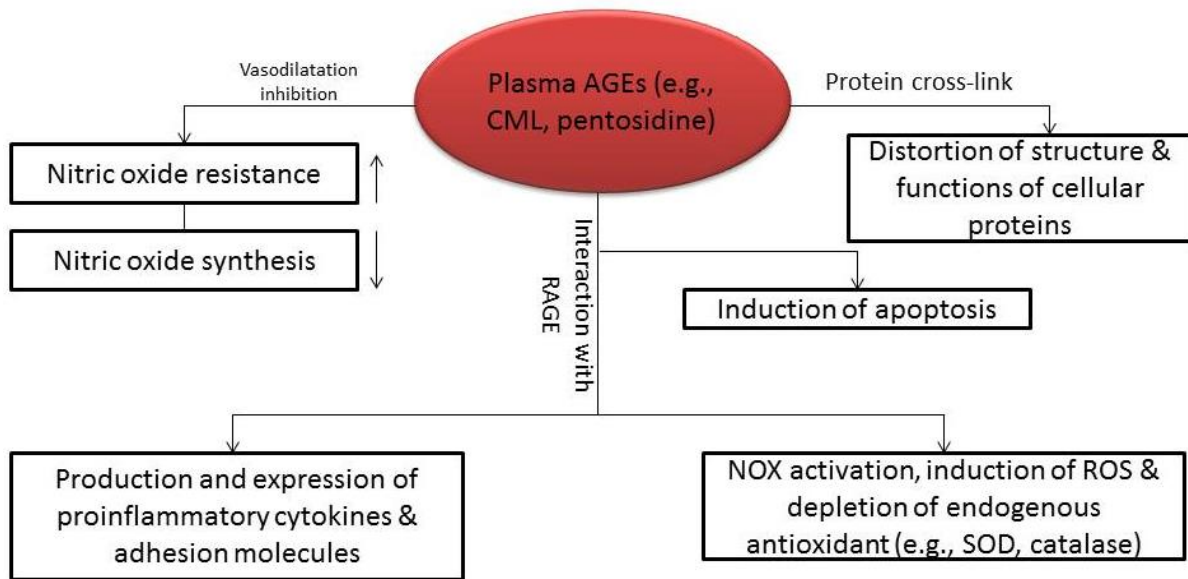 Vasodilatation
inhibition
Plasma AGEs (e.g.,
CML, pentosidine)
Protein cross-link
Nitric oxide resistance
Nitric oxide synthesis
Distortion of structure &
functions of cellular
proteins
Interaction with
RAGE
Induction of apoptosis
Production and expression of
proinflammatory cytokines &
adhesion molecules
NOX activation, induction of ROS &
depletion of endogenous
antioxidant (e.g., SOD, catalase)